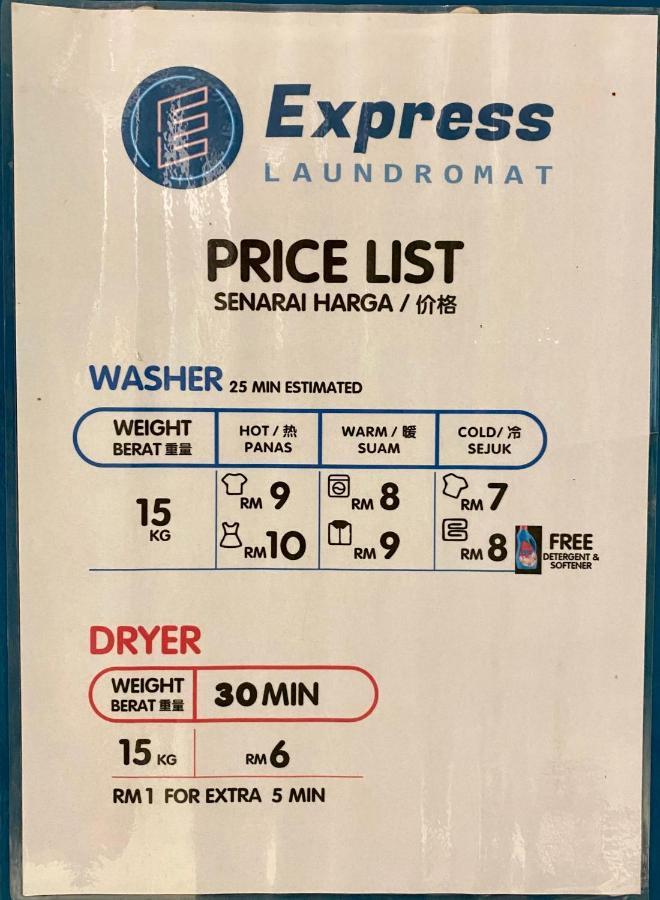 E Express
LAUNDROMAT
PRICE LIST
SENARAI HARGA / 价格
WASHER 25 MIN ESTIMATED
WEIGHT HOT / 热 WARM / 暖 COLD/ 冷
BERAT 重量 PANAS SUAM SEJUK
15 KG RM 9 RM 8 RM 7
RM 10 RM 9 RM 8 FREE
DETERGENT &
SOFTENER
DRYER
WEIGHT 30 MIN
BERAT 重量
15 KG RM 6
RM 1 FOR EXTRA 5 MIN